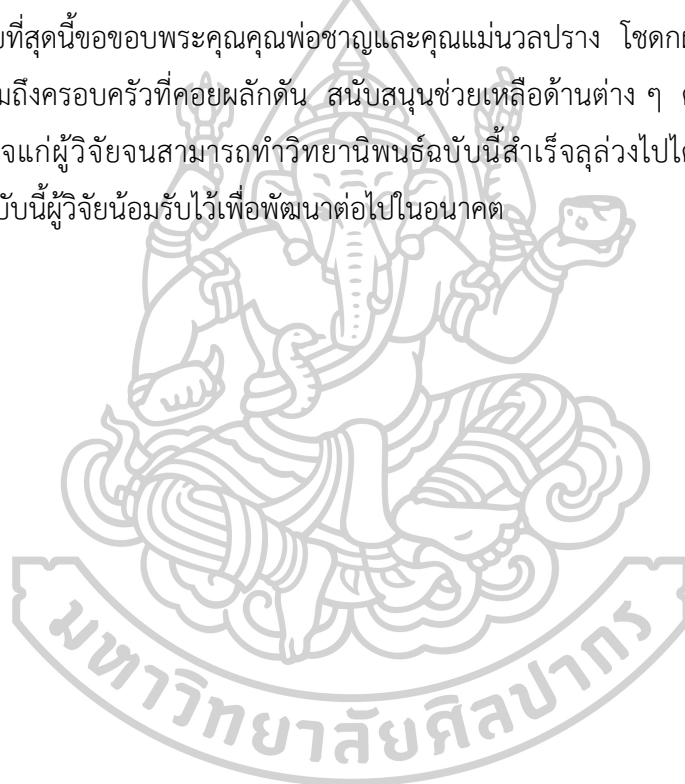 ที่สุดนี้ขอขอบพระคุณคุณพ่อชาญและคุณแม่นวลปราง โชดก
ถึงครอบครัวที่คอยผลักดัน สนับสนุนช่วยเหลือด้านต่าง ๆ
แก่ผู้วิจัยจนสามารถทำวิทยานิพนธ์ฉบับนี้สำเร็จลุล่วงไปได
บับนี้ผู้วิจัยน้อมรับไว้เพื่อพัฒนาต่อไปในอนาคต
มหาวิทยาลัยศิลปากร